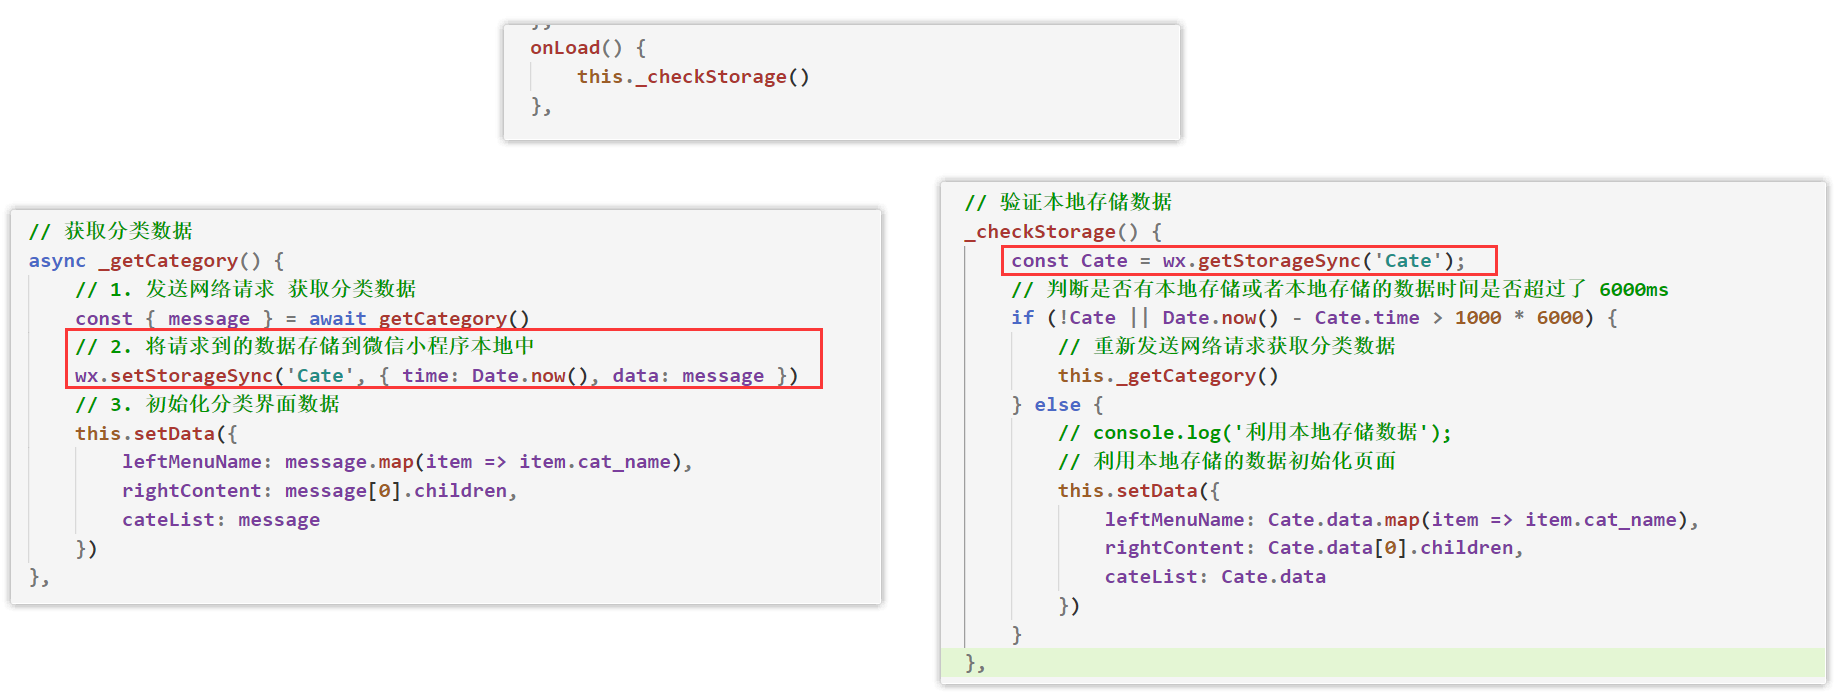 onLoad() {
this._checkStorage()
},
// 获取分类数据
async _getCategory() {
// 1. 发送网络请求 获取分类数据
const { message } = await getCategory()
// 2. 将请求到的数据存储到微信小程序本地中
wx.setStorageSync('Cate', { time: Date.now(), data: message })
// 3. 初始化分类界面数据
this.setData({
leftMenuName: message.map(item => item.cat_name),
rightContent: message[0].children,
cateList: message
})
},
// 验证本地存储数据
_checkStorage() {
const Cate = wx.getStorageSync('Cate');
// 判断是否有本地存储或者本地存储的数据时间是否超过了 6000ms
if (!Cate || Date.now() - Cate.time > 1000 * 6000) {
// 重新发送网络请求获取分类数据
this._getCategory()
} else {
// console.log('利用本地存储数据');
// 利用本地存储的数据初始化页面
this.setData({
leftMenuName: Cate.data.map(item => item.cat_name),
rightContent: Cate.data[0].children,
cateList: Cate.data
})
}
},